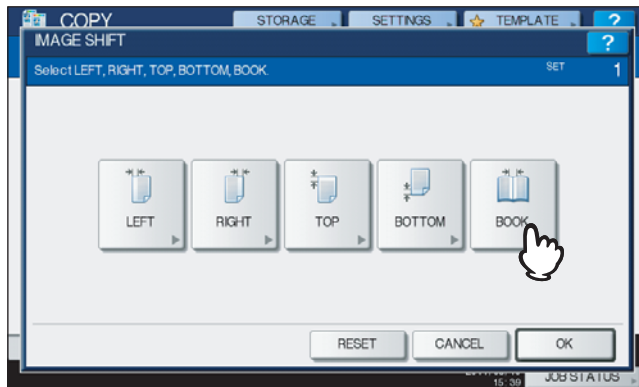 COPY STORAGE SETTINGS TEMPLATE ?
IMAGE SHIFT ?
Select LEFT, RIGHT, TOP, BOTTOM, BOOK. SET 1
LEFT RIGHT TOP BOTTOM BOOK
RESET CANCEL OK
15:39 JOB STATUS